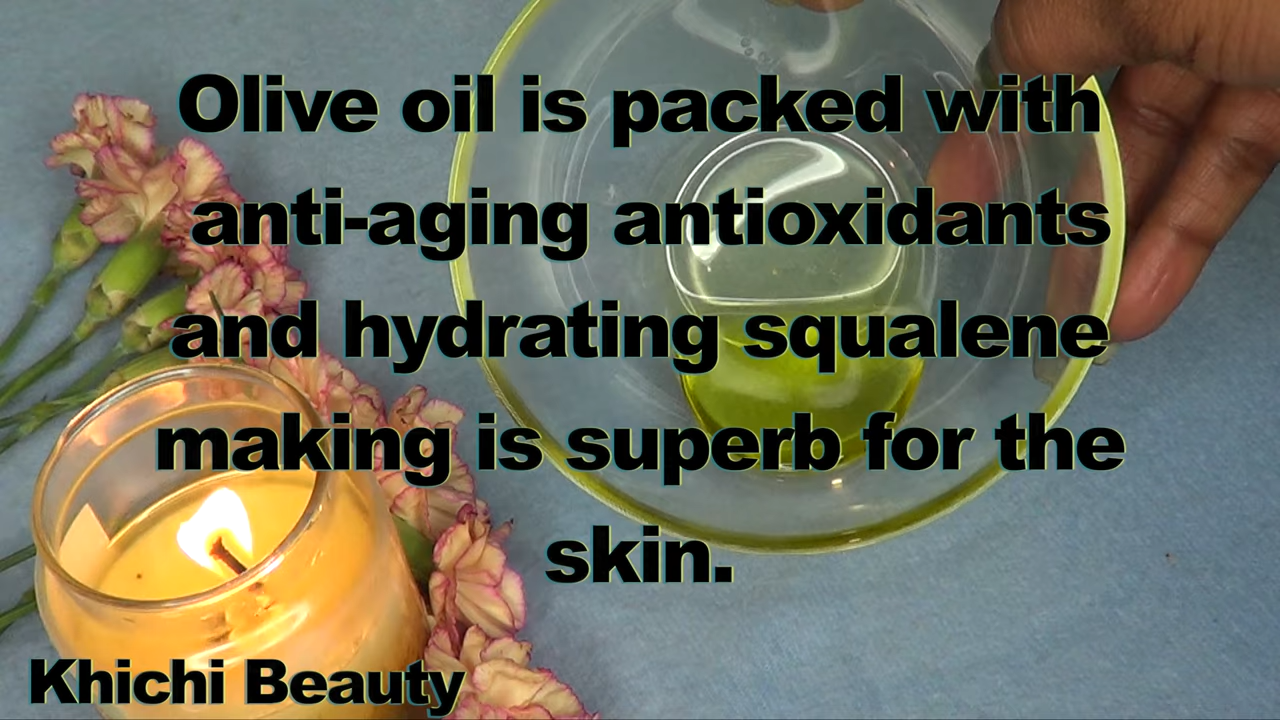 Olive oil is packed with
anti-aging antioxidants
and hydrating squalene
making is superb for the
skin.
Khichi Beauty